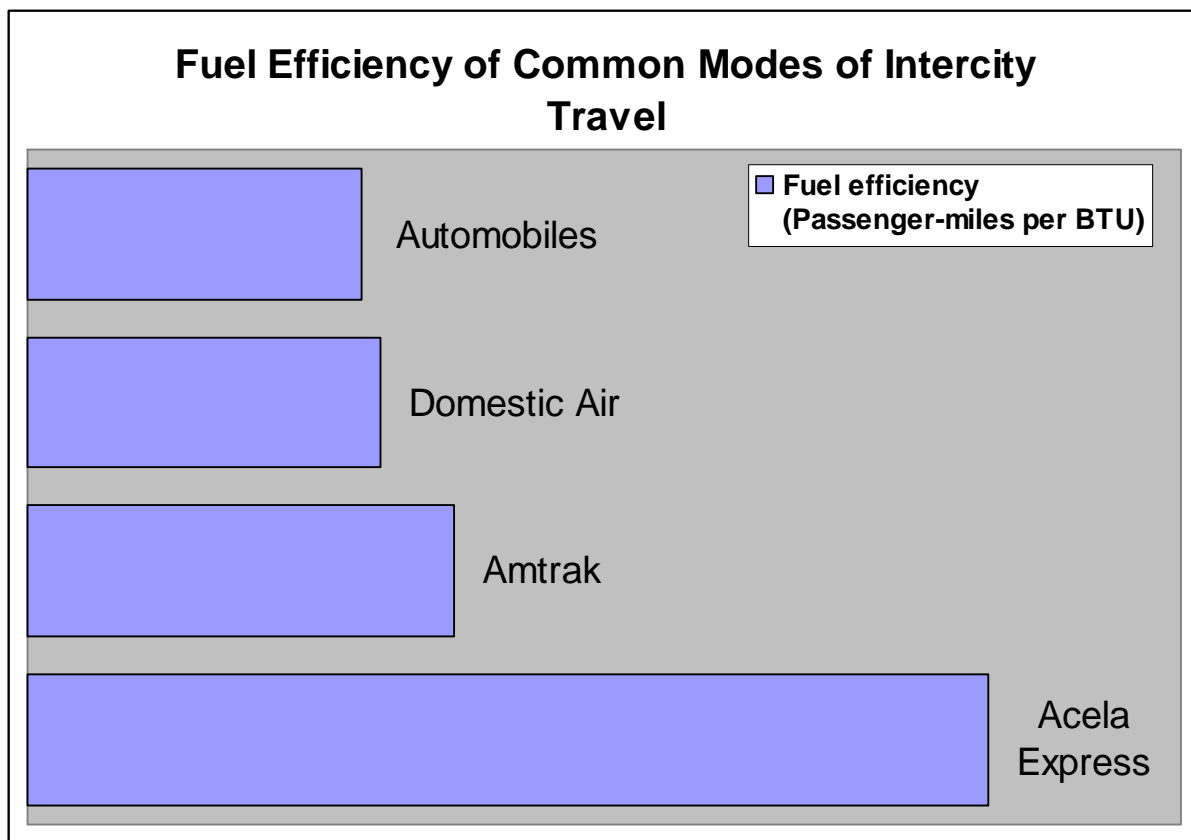 Fuel Efficiency of Common Modes of Intercity
Travel
Fuel efficiency
(Passenger-miles per BTU)
Automobiles
Domestic Air
Amtrak
Acela
Express